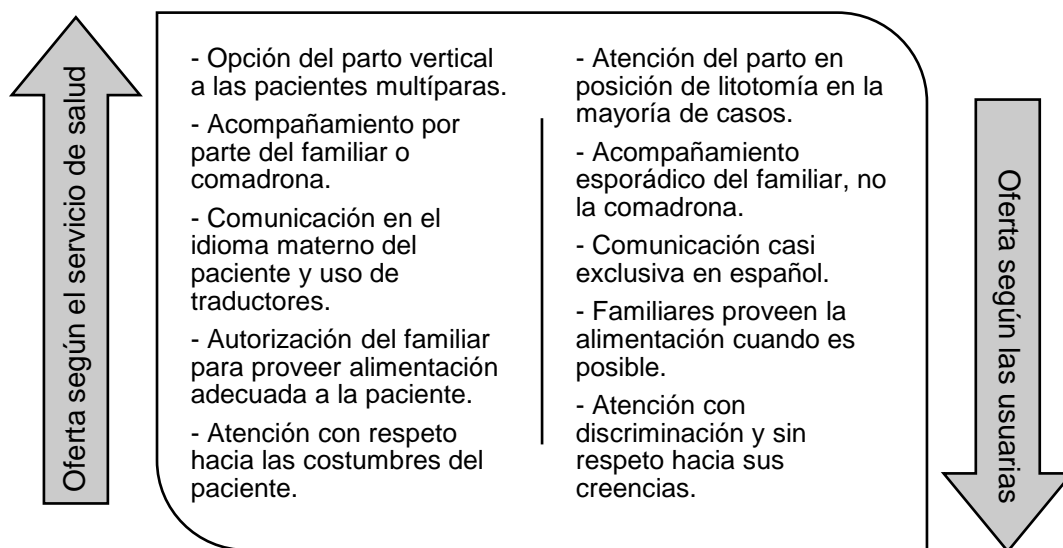 Oferta según el servicio de salud
- Opción del parto vertical
a las pacientes multíparas.
- Acompañamiento por
parte del familiar o
comadrona.
- Comunicación en el
idioma materno del
paciente y uso de
traductores.
- Autorización del familiar
para proveer alimentación
adecuada a la paciente.
- Atención con respeto
hacia las costumbres del
paciente.
- Atención del parto en
posición de litotomía en la
mayoría de casos.
- Acompañamiento
esporádico del familiar, no
la comadrona.
- Comunicación casi
exclusiva en español.
- Familiares proveen la
alimentación cuando es
posible.
- Atención con
discriminación y sin
respeto hacia sus
creencias.
Oferta según las usuarias